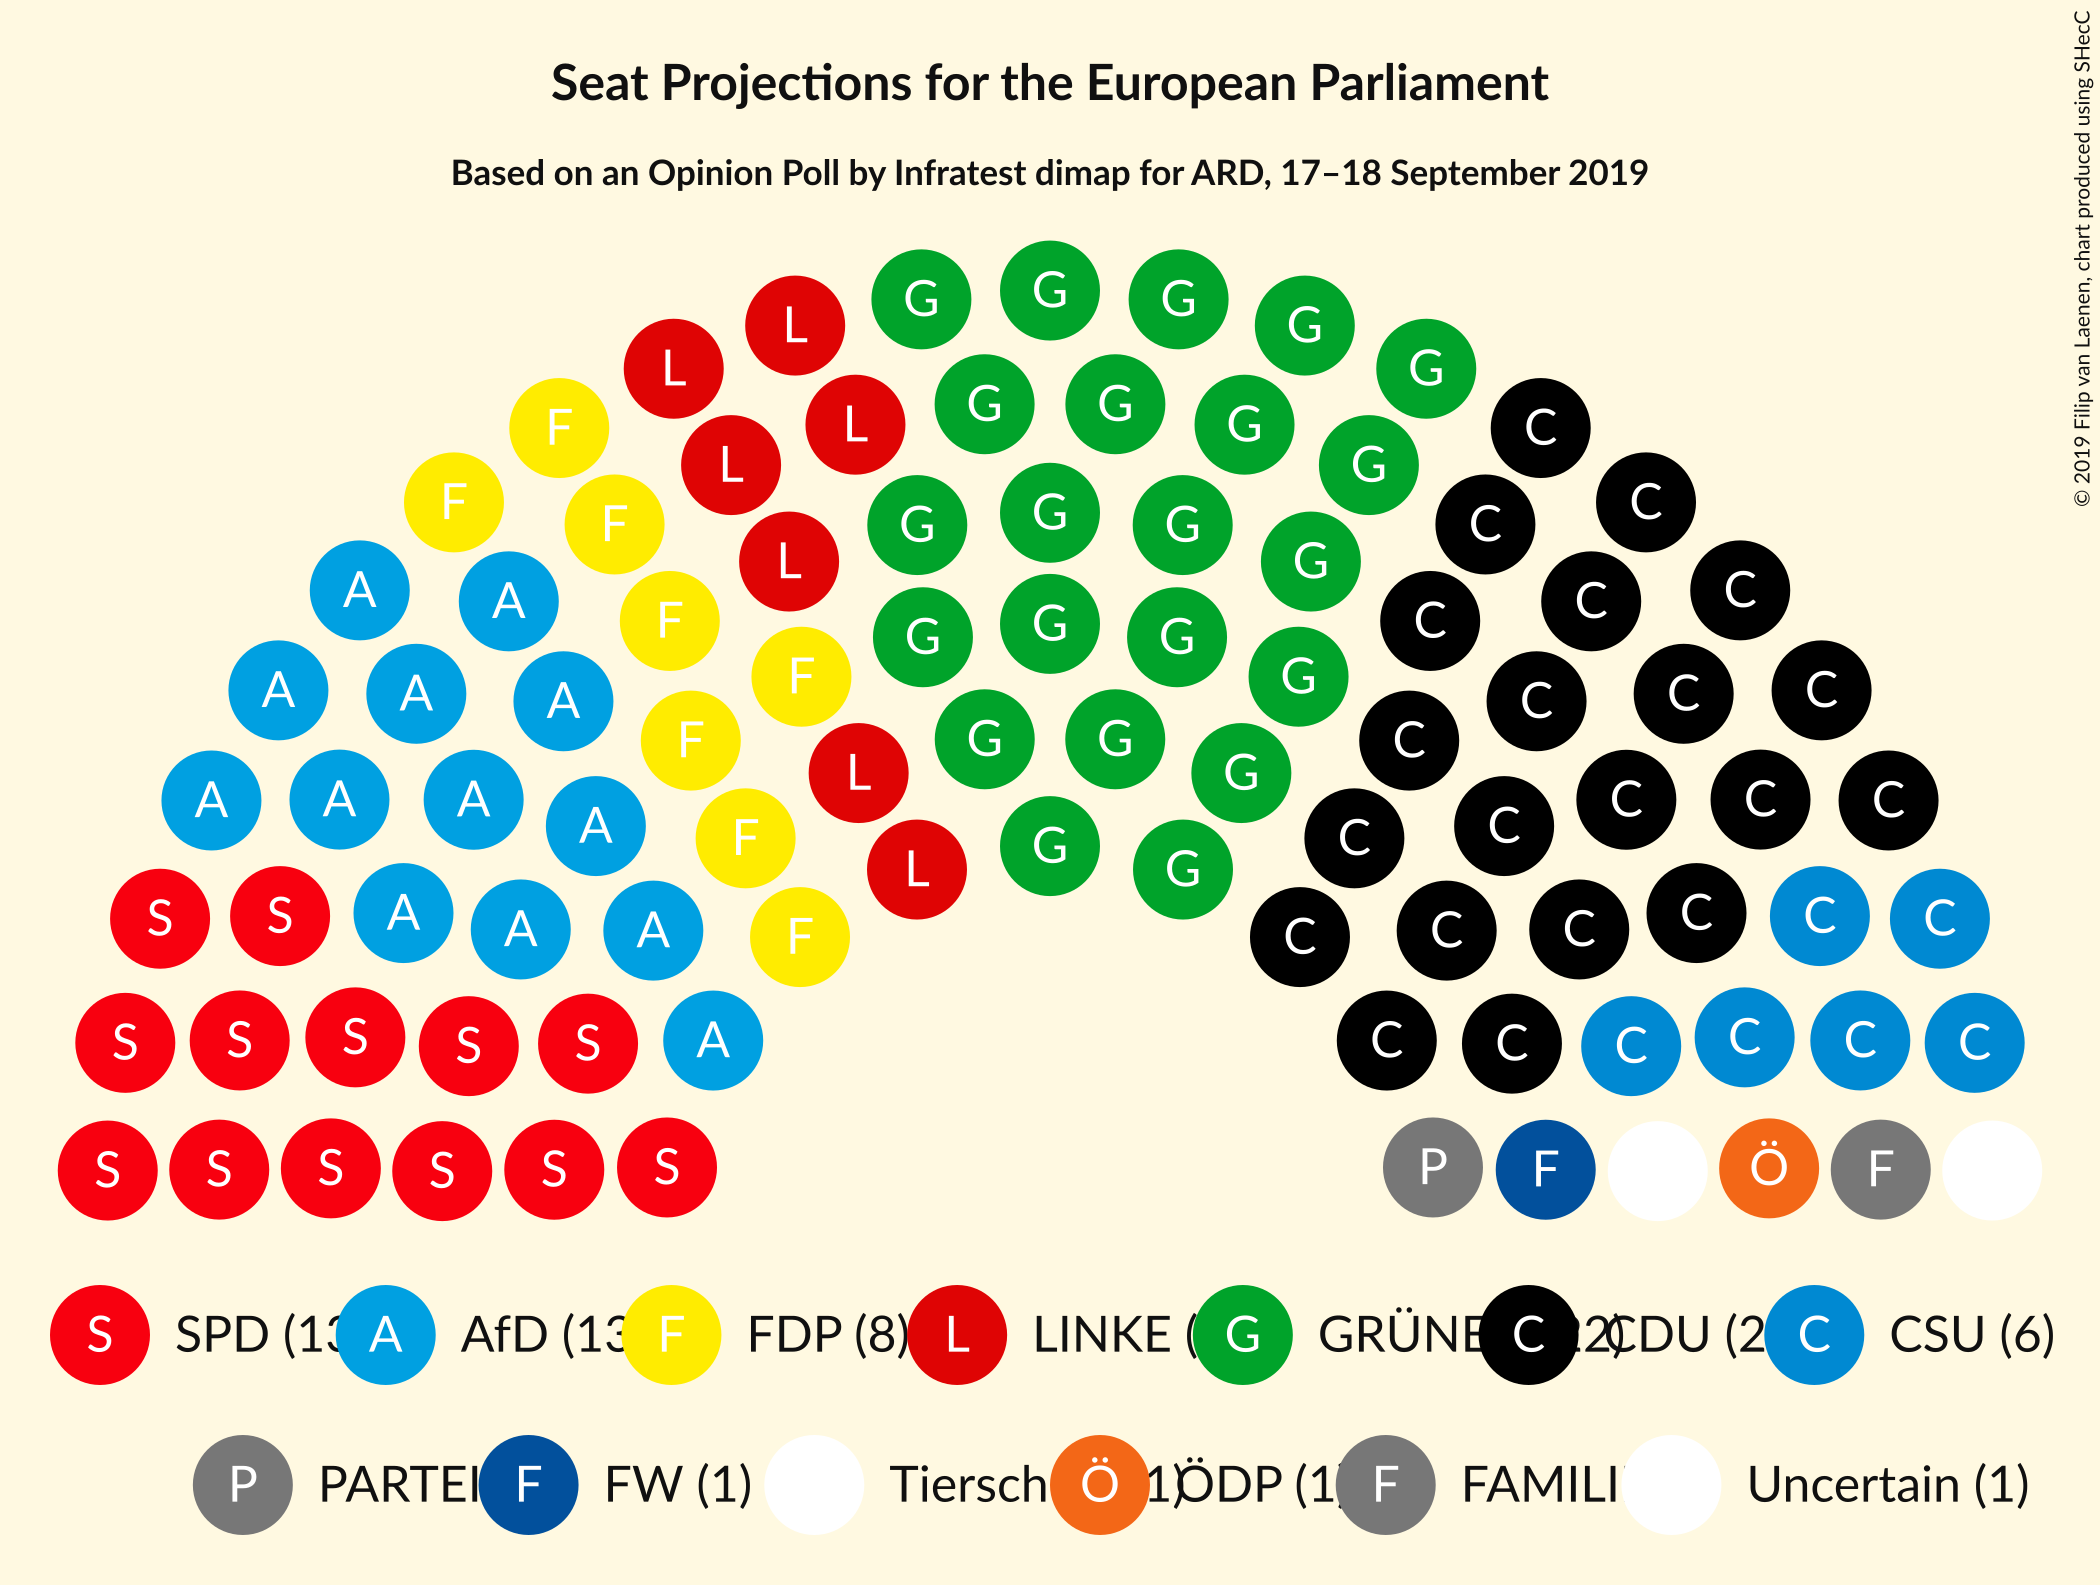 Seat Projections for the European Parliament
Based on an Opinion Poll by Infratest dimap for ARD, 17–18 September 2019
© 2019 Filip van Laenen, chart produced using SHecC
G G G
L G
L G
F L G G G C
L G
F F G G G C C
L G
A A C C
F G G G C
A A A F G C C C
F G G C
A A A L G C C C
A F G C C
L G
S S A A A F C C C C C C
S S S S S A C C C C C C
S S S S S S P F Ö F
S SPD (13 A AfD (13 F FDP (8) L LINKE ( G GRÜNE C 22) CDU (2 C CSU (6)
P PARTEI F FW (1) Tiersch Ö 1) ÖDP (1) F FAMILI Uncertain (1)